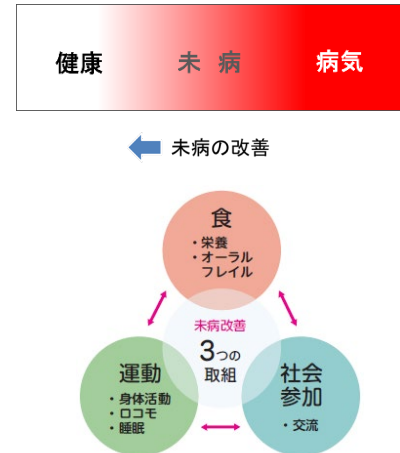 健康 未病 病気
未病の改善
食
・栄養
・オーラル
フレイル
未病改善
3つの
取組
運動
・身体活動
・ロコモ
・睡眠
社会
参加
・交流